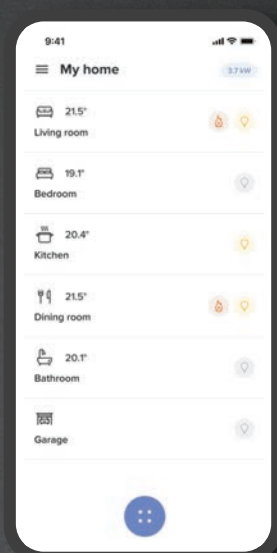 9:41
My home
3.7 kW
21.5°
Living room
19.1°
Bedroom
20.4°
Kitchen
21.5°
Dining room
20.1°
Bathroom
Garage